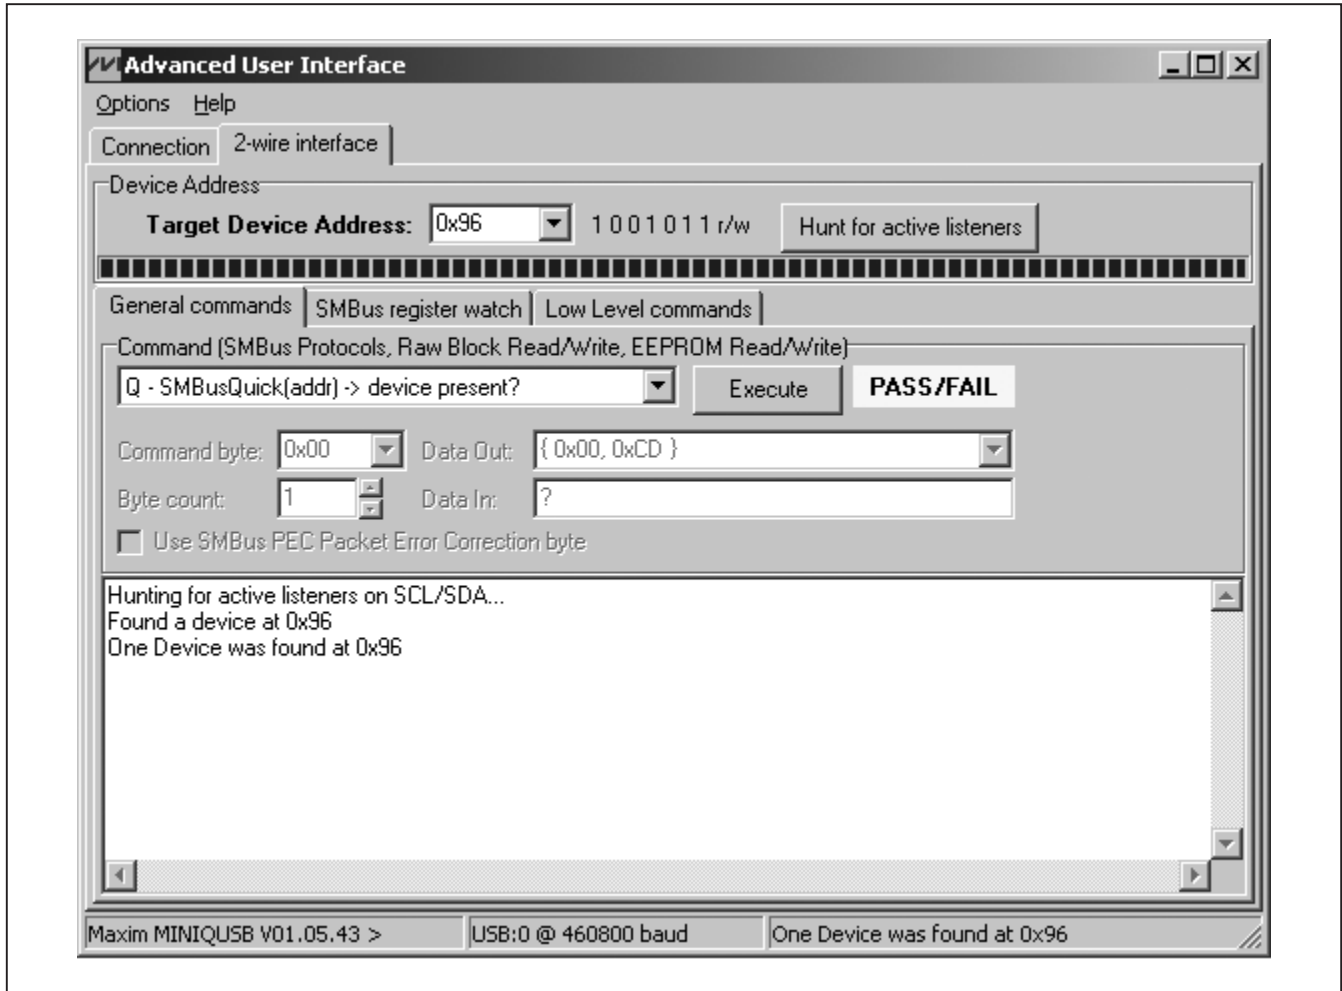 Advanced User Interface
Options Help
Connection 2-wire interface
Device Address
Target Device Address: 0x96 1 0 0 1 0 1 1 r/w Hunt for active listeners
General commands SMBus register watch Low Level commands
Command (SMBus Protocols, Raw Block Read/Write, EEPROM Read/Write)
Q - SMBusQuick(addr) -> device present? Execute PASS/FAIL
Command byte: 0x00 Data Out: { 0x00, 0xCD }
Byte count: 1 Data In: ?
Use SMBus PEC Packet Error Correction byte
Hunting for active listeners on SCL/SDA...
Found a device at 0x96
One Device was found at 0x96
Maxim MINIQUSB V01.05.43 > USB:0 @ 460800 baud One Device was found at 0x96